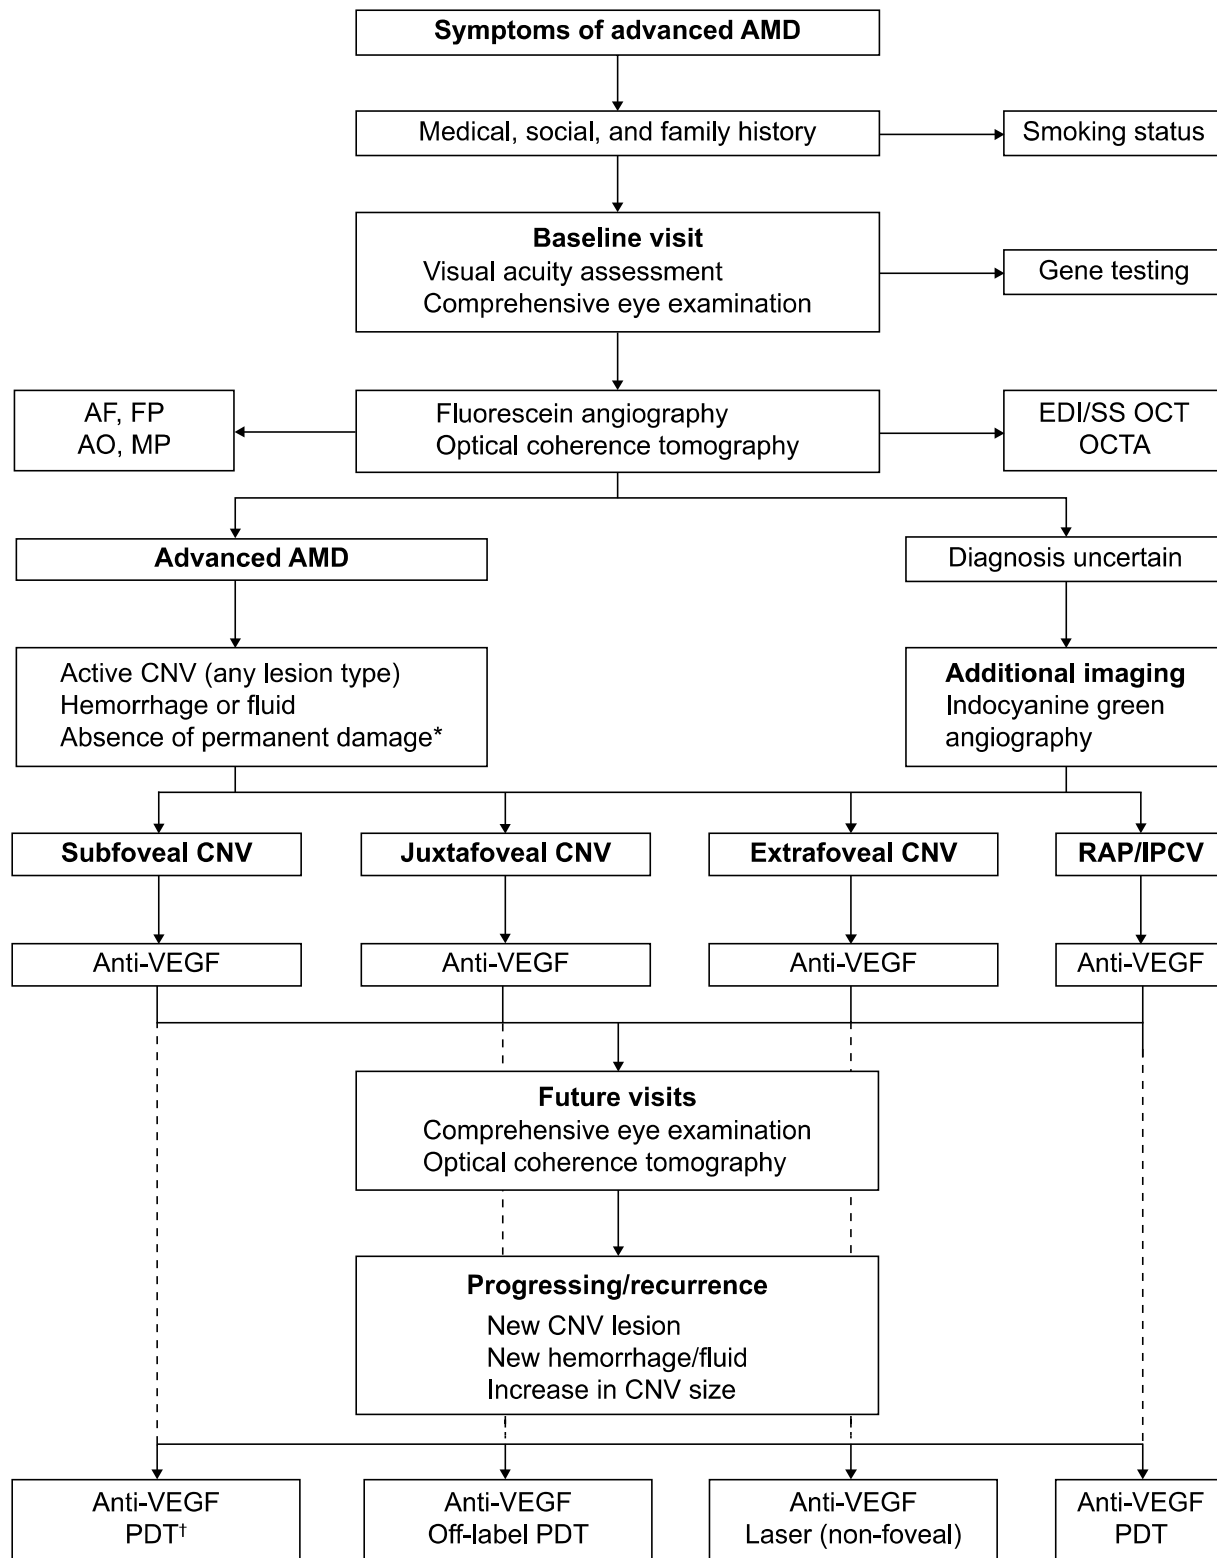 Symptoms of advanced AMD
Medical, social, and family history
Smoking status
Baseline visit
Visual acuity assessment
Comprehensive eye examination
Gene testing
AF, FP
AO, MP
Fluorescein angiography
Optical coherence tomography
EDI/SS OCT
OCTA
Advanced AMD
Diagnosis uncertain
Active CNV (any lesion type)
Hemorrhage or fluid
Absence of permanent damage*
Additional imaging
Indocyanine green
angiography
Subfoveal CNV
Juxtafoveal CNV
Extrafoveal CNV
RAP/IPCV
Anti-VEGF
Anti-VEGF
Anti-VEGF
Anti-VEGF
Future visits
Comprehensive eye examination
Optical coherence tomography
Progressing/recurrence
New CNV lesion
New hemorrhage/fluid
Increase in CNV size
Anti-VEGF
PDT†
Anti-VEGF
Off-label PDT
Anti-VEGF
Laser (non-foveal)
Anti-VEGF
PDT